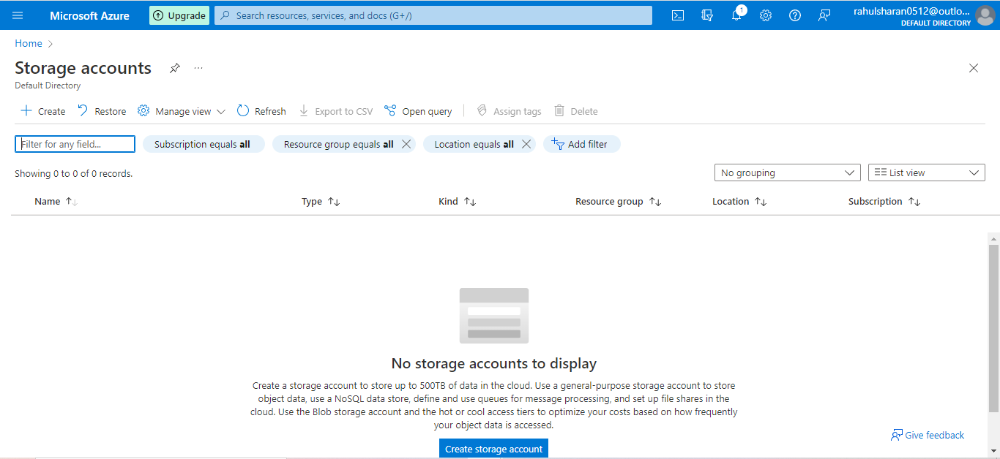 Microsoft Azure Upgrade Search resources, services, and docs (G+/) 1 rahulsharan0512@outlo...
DEFAULT DIRECTORY
Home
Storage accounts ...
Default Directory
Create Restore Manage view Refresh Export to CSV Open query Assign tags Delete
Filter for any field... Subscription equals all Resource group equals all Location equals all Add filter
Showing 0 to 0 of 0 records. No grouping List view
Name Type Kind Resource group Location Subscription
No storage accounts to display
Create a storage account to store up to 500TB of data in the cloud. Use a general-purpose storage account to store
object data, use a NoSQL data store, define and use queues for message processing, and set up file shares in the
cloud. Use the Blob storage account and the hot or cool access tiers to optimize your costs based on how frequently
your object data is accessed.
Give feedback
Create storage account